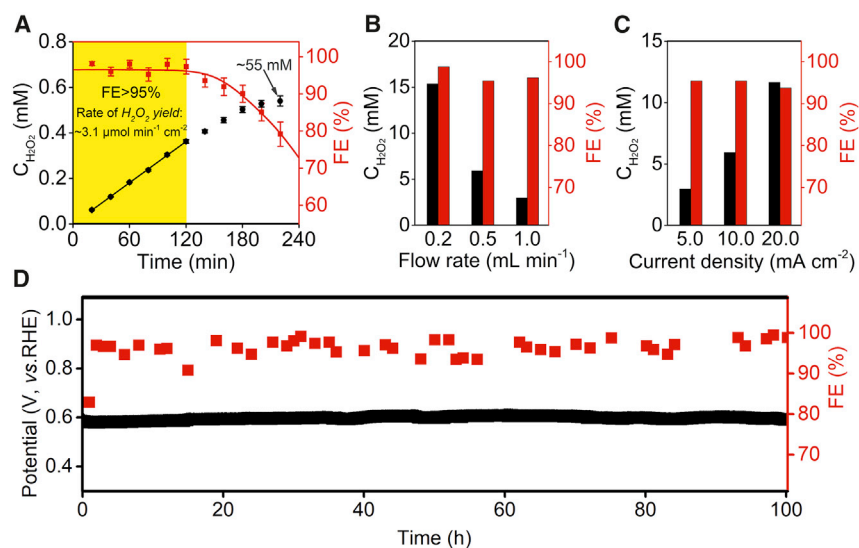 A
0.8
0.6
0.4
0.2
0.0
C_H₂O₂ (mM)
0 60 120 180 240
Time (min)
100
90
80
70
60
FE (%)
FE>95%
Rate of H₂O₂ yield:
~3.1 μmol min⁻¹ cm⁻²
~55 mM
B
20
15
10
5
0
C_H₂O₂ (mM)
0.2 0.5 1.0
Flow rate (mL min⁻¹)
100
90
80
70
FE (%)
C
15
10
5
0
C_H₂O₂ (mM)
5.0 10.0 20.0
Current density (mA cm⁻²)
100
90
80
70
FE (%)
D
1.0
0.8
0.6
0.4
Potential (V, vs.RHE)
0 20 40 60 80 100
Time (h)
100
90
80
70
FE (%)